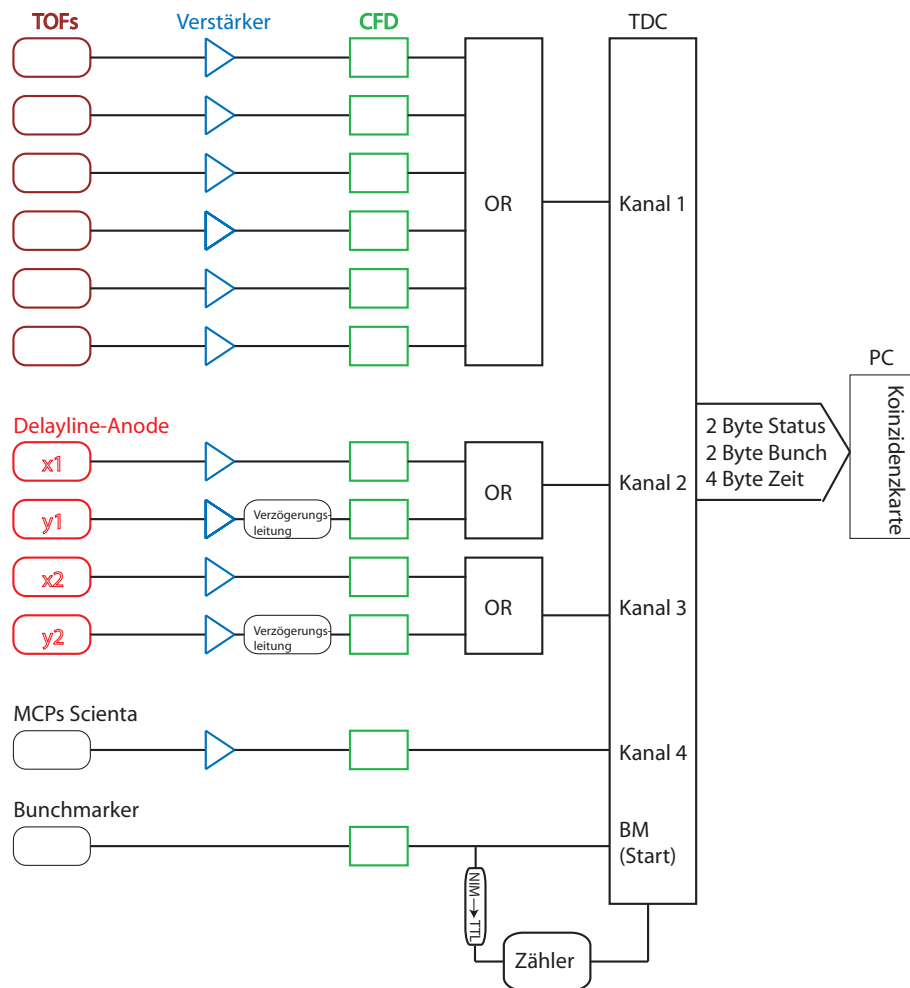 TOFs
Verstärker
CFD
TDC
OR
Kanal 1
PC
Koinzidenzkarte
2 Byte Status
2 Byte Bunch
4 Byte Zeit
Delayline-Anode
x1
y1
Verzögerungs-
leitung
OR
Kanal 2
x2
y2
Verzögerungs-
leitung
OR
Kanal 3
MCPs Scienta
Kanal 4
Bunchmarker
BM
(Start)
NIM → TTL
Zähler